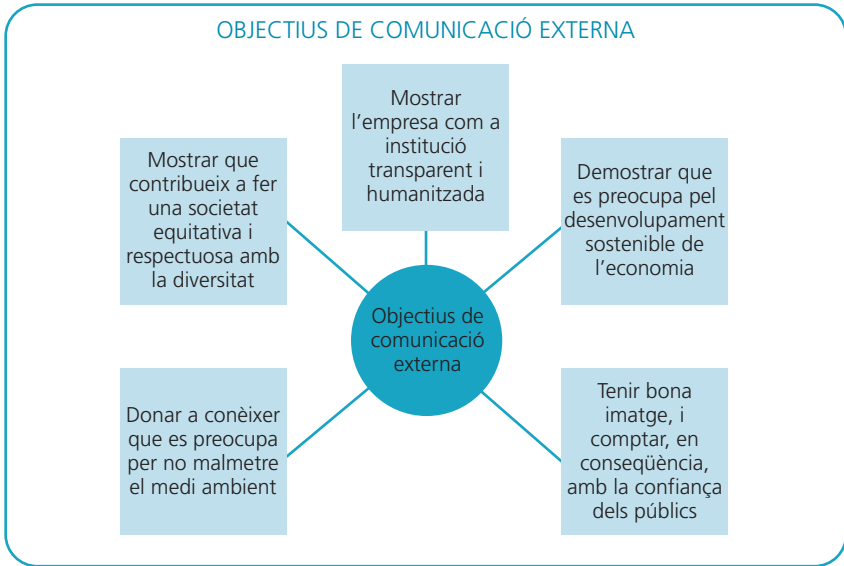 OBJECTIUS DE COMUNICACIÓ EXTERNA
Mostrar
l'empresa com a
institució
transparent i
humanitzada
Mostrar que
contribueix a fer
una societat
equitativa i
respectuosa amb
la diversitat
Demostrar que
es preocupa pel
desenvolupament
sostenible de
l'economia
Objectius de
comunicació
externa
Donar a conèixer
que es preocupa
per no malmetre
el medi ambient
Tenir bona
imatge, i
comptar, en
conseqüència,
amb la confiança
dels públics